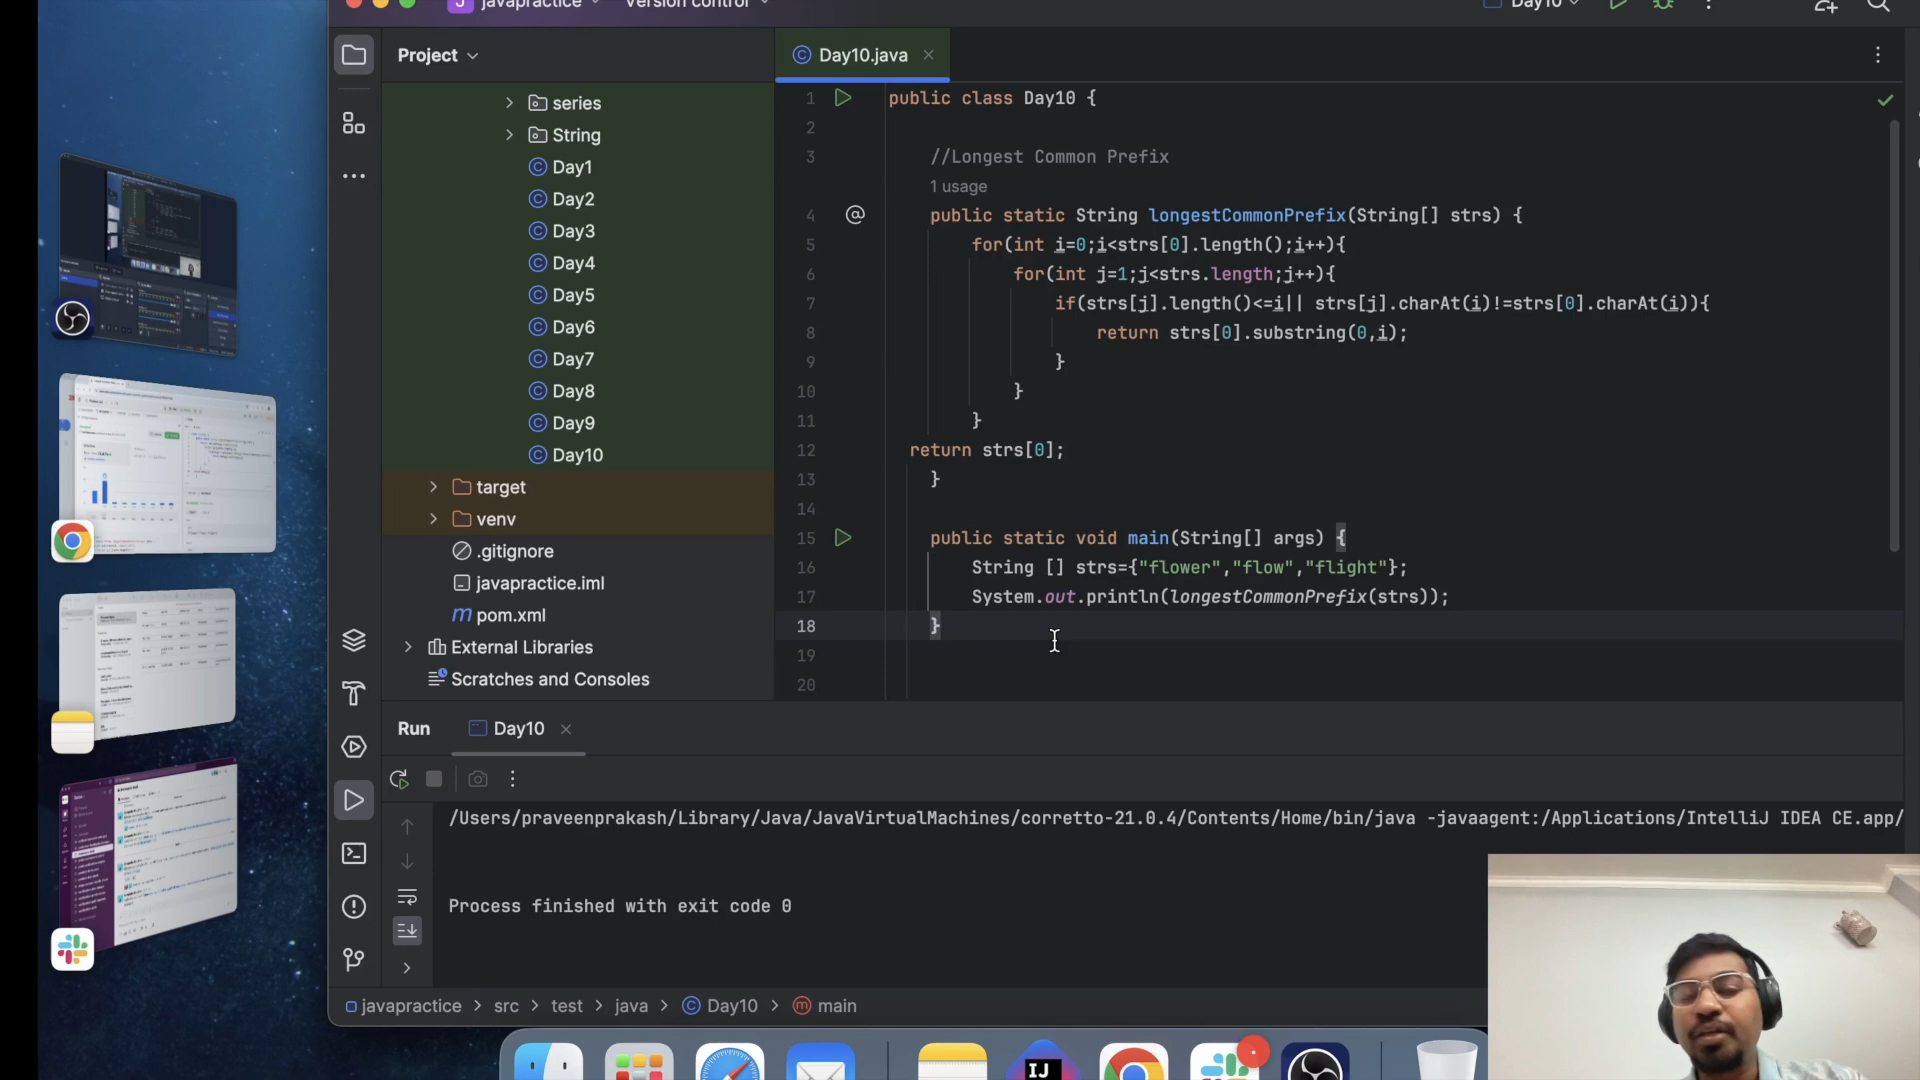 javapractice
Version control
Day10
Project
Day10.java
series
String
Day1
Day2
Day3
Day4
Day5
Day6
Day7
Day8
Day9
Day10
target
venv
.gitignore
javapractice.iml
m pom.xml
External Libraries
Scratches and Consoles
1 public class Day10 {
2
3 //Longest Common Prefix
1 usage
4 @ public static String longestCommonPrefix(String[] strs) {
5 for(int i=0;i<strs[0].length();i++){
6 for(int j=1;j<strs.length;j++){
7 if(strs[j].length()<=i|| strs[j].charAt(i)!=strs[0].charAt(i)){
8 return strs[0].substring(0,i);
9 }
10 }
11 }
12 return strs[0];
13 }
14
15 public static void main(String[] args) {
16 String [] strs={"flower","flow","flight"};
17 System.out.println(longestCommonPrefix(strs));
18 }
19
20
Run
Day10
/Users/praveenprakash/Library/Java/JavaVirtualMachines/corretto-21.0.4/Contents/Home/bin/java -javaagent:/Applications/IntelliJ IDEA CE.app/
Process finished with exit code 0
javapractice > src > test > java > Day10 > main
IJ